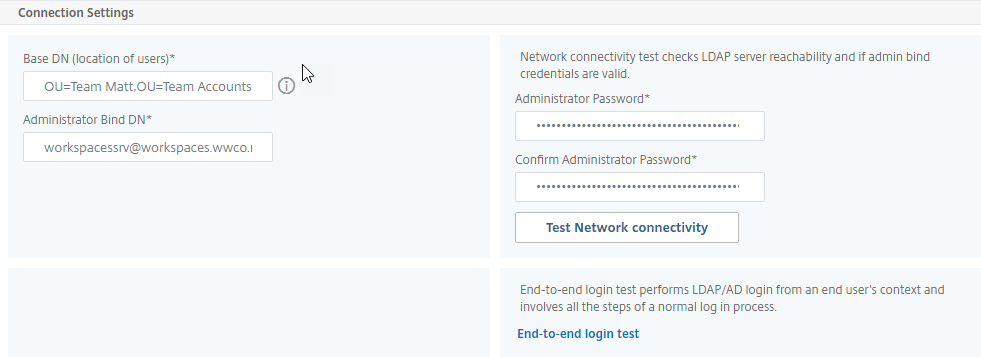 Connection Settings
Base DN (location of users)*
OU=Team Matt,OU=Team Accounts
Administrator Bind DN*
workspacessrv@workspaces.wwco.
Network connectivity test checks LDAP server reachability and if admin bind
credentials are valid.
Administrator Password*
••••••••••••••••••••••••••••••••••••••••
Confirm Administrator Password*
••••••••••••••••••••••••••••••••••••••••
Test Network connectivity
End-to-end login test performs LDAP/AD login from an end user's context and
involves all the steps of a normal log in process.
End-to-end login test